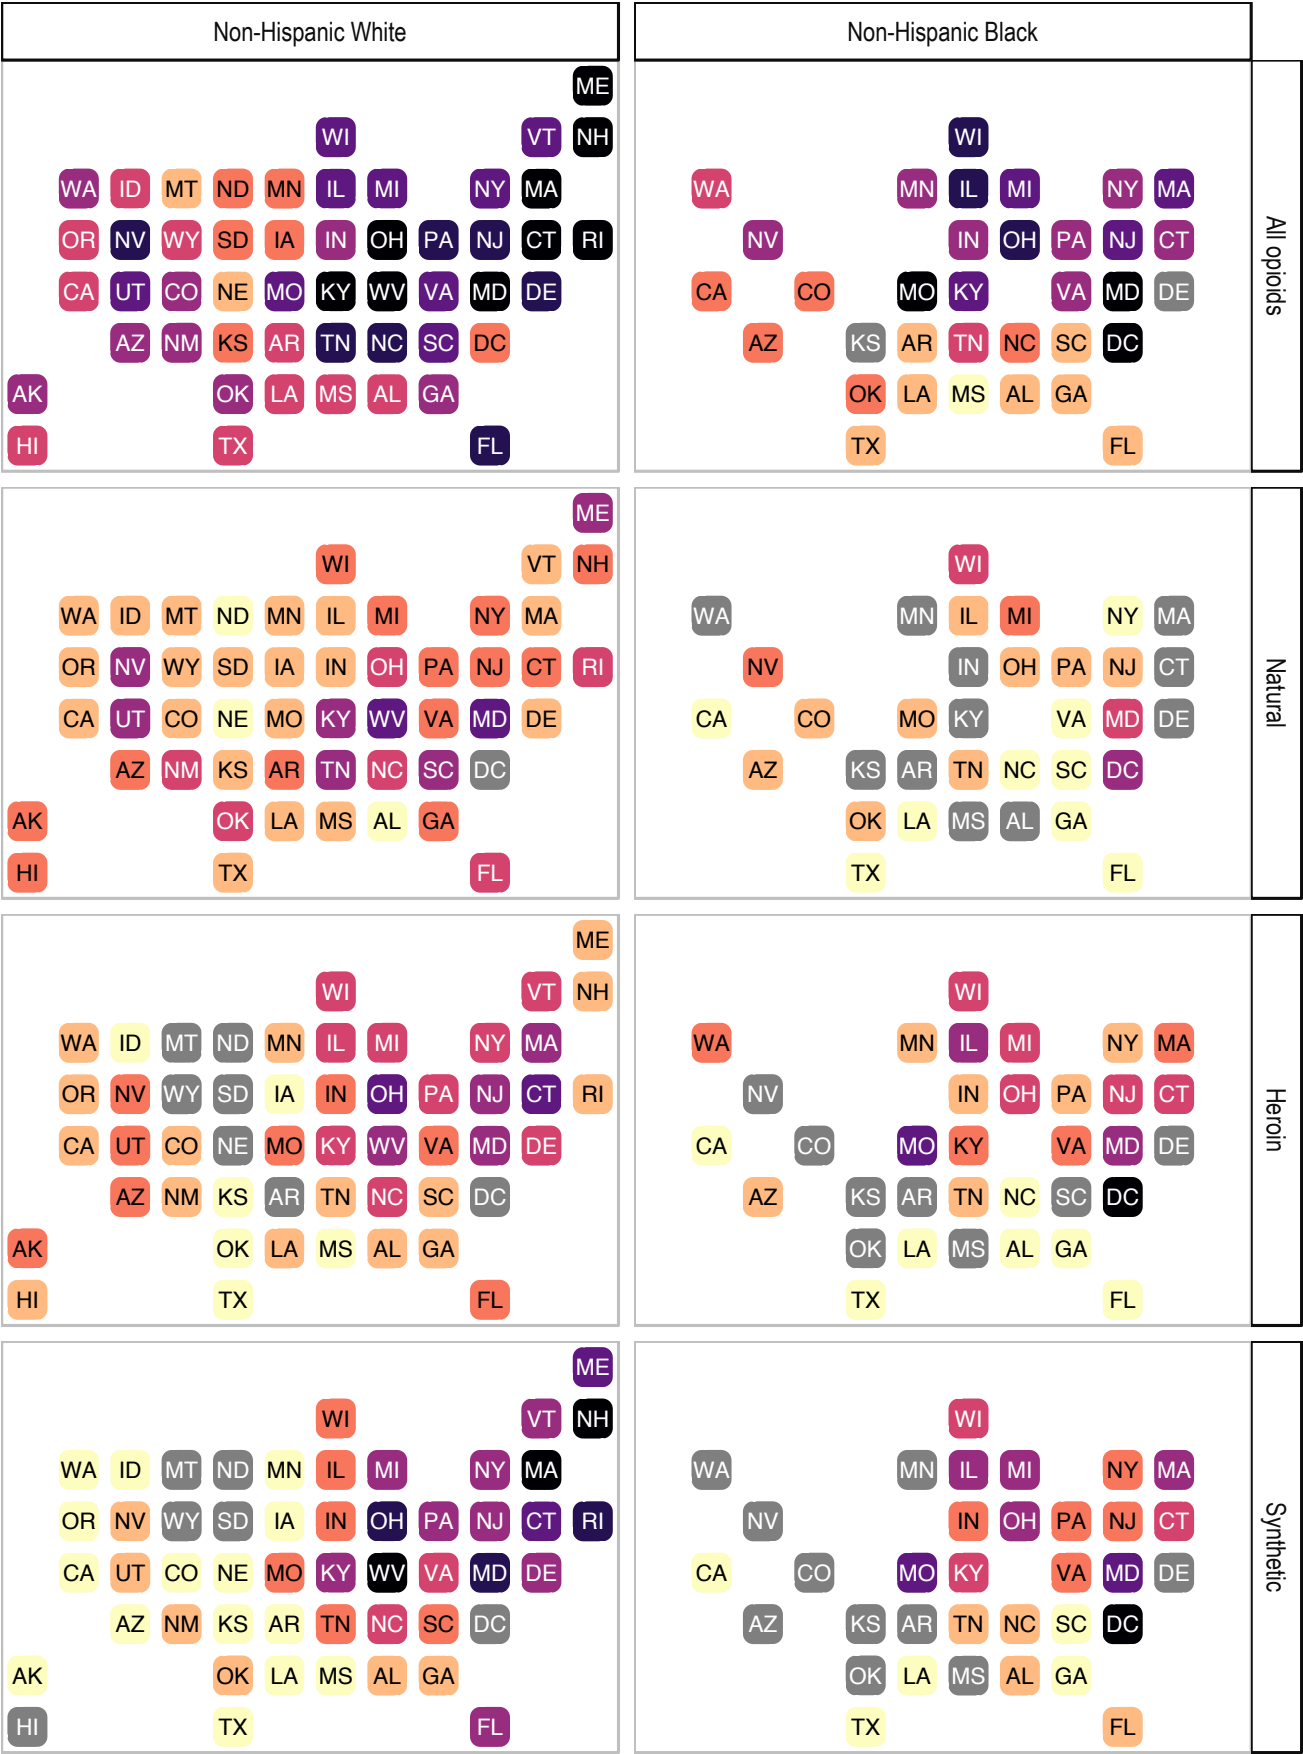 Non-Hispanic White
Non-Hispanic Black
All opioids
ME
WI VT NH
WA ID MT ND MN IL MI NY MA
OR NV WY SD IA IN OH PA NJ CT RI
CA UT CO NE MO KY WV VA MD DE
AZ NM KS AR TN NC SC DC
AK OK LA MS AL GA
HI TX FL
WI
WA MN IL MI NY MA
NV IN OH PA NJ CT
CA CO MO KY VA MD DE
AZ KS AR TN NC SC DC
OK LA MS AL GA
TX FL
Natural
ME
WI VT NH
WA ID MT ND MN IL MI NY MA
OR NV WY SD IA IN OH PA NJ CT RI
CA UT CO NE MO KY WV VA MD DE
AZ NM KS AR TN NC SC DC
AK OK LA MS AL GA
HI TX FL
WI
WA MN IL MI NY MA
NV IN OH PA NJ CT
CA CO MO KY VA MD DE
AZ KS AR TN NC SC DC
OK LA MS AL GA
TX FL
Heroin
ME
WI VT NH
WA ID MT ND MN IL MI NY MA
OR NV WY SD IA IN OH PA NJ CT RI
CA UT CO NE MO KY WV VA MD DE
AZ NM KS AR TN NC SC DC
AK OK LA MS AL GA
HI TX FL
WI
WA MN IL MI NY MA
NV IN OH PA NJ CT
CA CO MO KY VA MD DE
AZ KS AR TN NC SC DC
OK LA MS AL GA
TX FL
Synthetic
ME
WI VT NH
WA ID MT ND MN IL MI NY MA
OR NV WY SD IA IN OH PA NJ CT RI
CA UT CO NE MO KY WV VA MD DE
AZ NM KS AR TN NC SC DC
AK OK LA MS AL GA
HI TX FL
WI
WA MN IL MI NY MA
NV IN OH PA NJ CT
CA CO MO KY VA MD DE
AZ KS AR TN NC SC DC
OK LA MS AL GA
TX FL